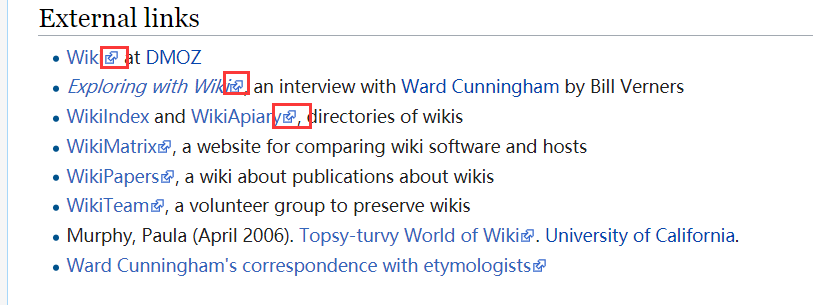 External links
Wiki at DMOZ
Exploring with Wiki, an interview with Ward Cunningham by Bill Verners
WikiIndex and WikiApiary, directories of wikis
WikiMatrix, a website for comparing wiki software and hosts
WikiPapers, a wiki about publications about wikis
WikiTeam, a volunteer group to preserve wikis
Murphy, Paula (April 2006). Topsy-turvy World of Wiki. University of California.
Ward Cunningham's correspondence with etymologists